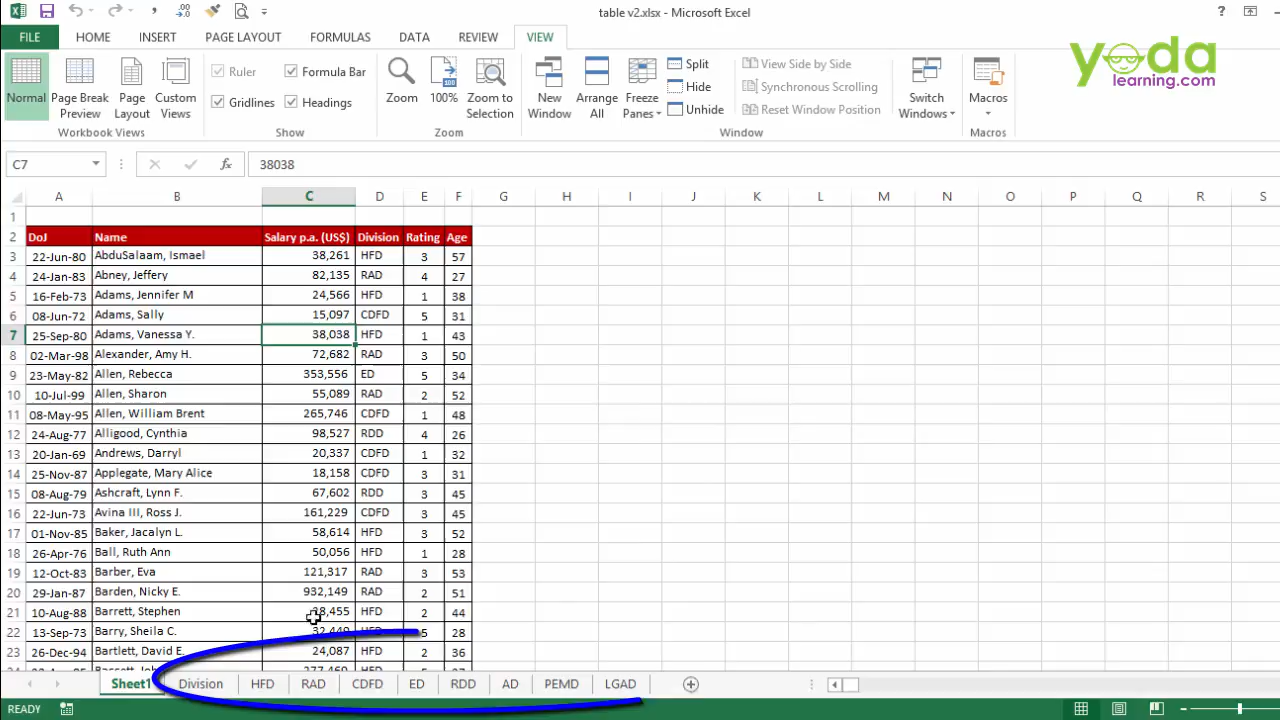 table v2.xlsx - Microsoft Excel
FILE HOME INSERT PAGE LAYOUT FORMULAS DATA REVIEW VIEW
yoda
learning.com
Normal
Page Break Preview
Page Layout
Custom Views
Workbook Views
Ruler
Formula Bar
Gridlines
Headings
Show
Zoom
100%
Zoom to Selection
Zoom
New Window
Arrange All
Freeze Panes
Split
Hide
Unhide
View Side by Side
Synchronous Scrolling
Reset Window Position
Window
Switch Windows
Macros
Macros
C7 fx 38038
A B C D E F G H I J K L M N O P Q R S
1
2 DoJ Name Salary p.a. (US$) Division Rating Age
3 22-Jun-80 AbduSalaam, Ismael 38,261 HFD 3 57
4 24-Jan-83 Abney, Jeffery 82,135 RAD 4 27
5 16-Feb-73 Adams, Jennifer M 24,566 HFD 1 38
6 08-Jun-72 Adams, Sally 15,097 CDFD 5 31
7 25-Sep-80 Adams, Vanessa Y. 38,038 HFD 1 43
8 02-Mar-98 Alexander, Amy H. 72,682 RAD 3 50
9 23-May-82 Allen, Rebecca 353,556 ED 5 34
10 10-Jul-99 Allen, Sharon 55,089 RAD 2 52
11 08-May-95 Allen, William Brent 265,746 CDFD 1 48
12 24-Aug-77 Alligood, Cynthia 98,527 RDD 4 26
13 20-Jan-69 Andrews, Darryl 20,337 CDFD 1 32
14 25-Nov-87 Applegate, Mary Alice 18,158 CDFD 3 31
15 08-Aug-79 Ashcraft, Lynn F. 67,602 RDD 3 45
16 22-Jun-73 Avina III, Ross J. 161,229 CDFD 3 45
17 01-Nov-85 Baker, Jacalyn L. 58,614 HFD 3 52
18 26-Apr-76 Ball, Ruth Ann 50,056 HFD 1 28
19 12-Oct-83 Barber, Eva 121,317 RAD 3 53
20 29-Jan-87 Barden, Nicky E. 932,149 RAD 2 51
21 10-Aug-88 Barrett, Stephen HFD 2 44
22 13-Sep-73 Barry, Sheila C. 5 28
23 26-Dec-94 Bartlett, David E. 24,087 HFD 2 36
Sheet1 Division HFD RAD CDFD ED RDD AD PEMD LGAD
READY